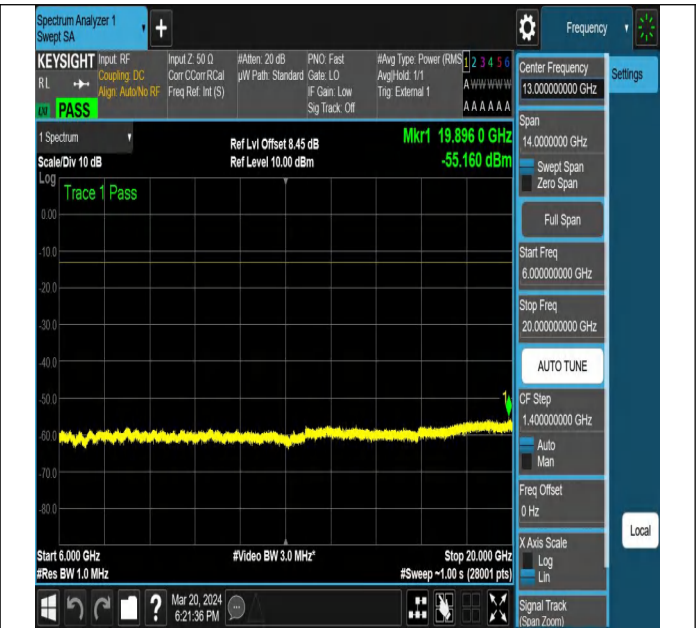 Spectrum Analyzer 1
Swept SA
+
Frequency
KEYSIGHT
RL
PASS
Input: RF
Coupling: DC
Align: Auto/No RF
Input Z: 50 Ω
Corr CCorr RCal
Freq Ref: Int (S)
#Atten: 20 dB
µW Path: Standard
PNO: Fast
Gate: LO
IF Gain: Low
Sig Track: Off
#Avg Type: Power (RMS
Avg|Hold: 1/1
Trig: External 1
1 2 3 4 5 6
A W W W W W
A A A A A A
1 Spectrum
Scale/Div 10 dB
Ref Lvl Offset 8.45 dB
Ref Level 10.00 dBm
Mkr1 19.896 0 GHz
-55.160 dBm
Log
Trace 1 Pass
0.00
-10.0
-20.0
-30.0
-40.0
-50.0
-60.0
-70.0
-80.0
1
Start 6.000 GHz
#Res BW 1.0 MHz
#Video BW 3.0 MHz*
Stop 20.000 GHz
#Sweep ~1.00 s (28001 pts)
Mar 20, 2024
6:21:36 PM
?
Center Frequency
13.000000000 GHz
Settings
Span
14.0000000 GHz
Swept Span
Zero Span
Full Span
Start Freq
6.000000000 GHz
Stop Freq
20.000000000 GHz
AUTO TUNE
CF Step
1.400000000 GHz
Auto
Man
Freq Offset
0 Hz
X Axis Scale
Log
Lin
Local
Signal Track
(Span Zoom)